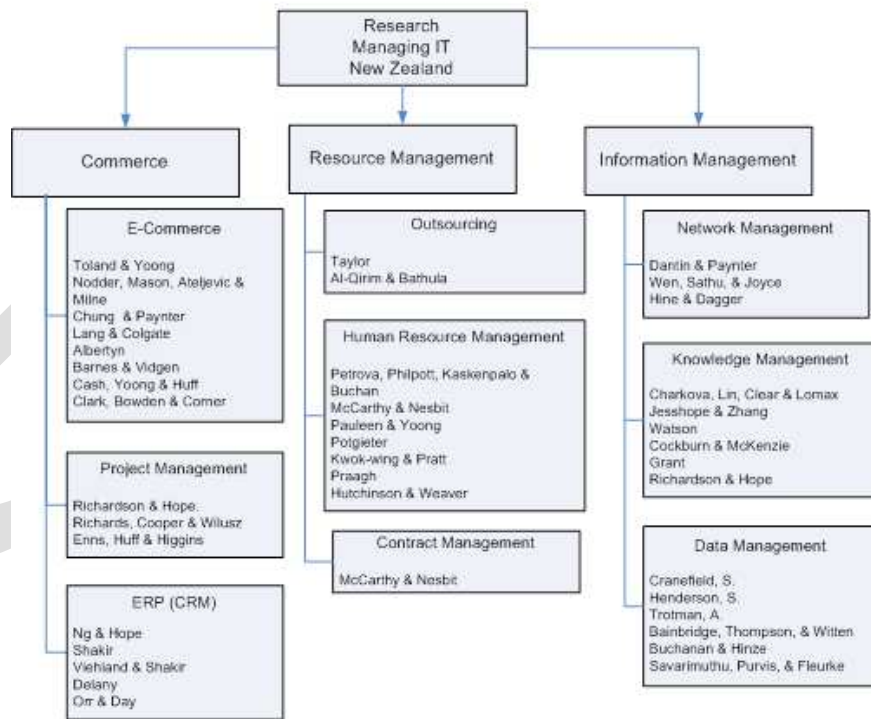 Research
Managing IT
New Zealand
Commerce
E-Commerce
Toland & Yoong
Nodder, Mason, Ateljevic &
Milne
Chung & Paynter
Lang & Colgate
Albertyn
Barnes & Vidgen
Cash, Yoong & Huff
Clark, Bowden & Corner
Project Management
Richardson & Hope.
Richards, Cooper & Wilusz
Enns, Huff & Higgins
ERP (CRM)
Ng & Hope
Shakir
Viehland & Shakir
Delany
Orr & Day
Resource Management
Outsourcing
Taylor
Al-Qirim & Bathula
Human Resource Management
Petrova, Philpott, Kaskenpalo &
Buchan
McCarthy & Nesbit
Pauleen & Yoong
Potgieter
Kwok-wing & Pratt
Praagh
Hutchinson & Weaver
Contract Management
McCarthy & Nesbit
Information Management
Network Management
Dantin & Paynter
Wen, Sathu, & Joyce
Hine & Dagger
Knowledge Management
Charkova, Lin, Clear & Lomax
Jesshope & Zhang
Watson
Cockburn & McKenzie
Grant
Richardson & Hope
Data Management
Cranefield, S.
Henderson, S.
Trotman, A.
Bainbridge, Thompson, & Witten
Buchanan & Hinze
Savarimuthu, Purvis, & Fleurke